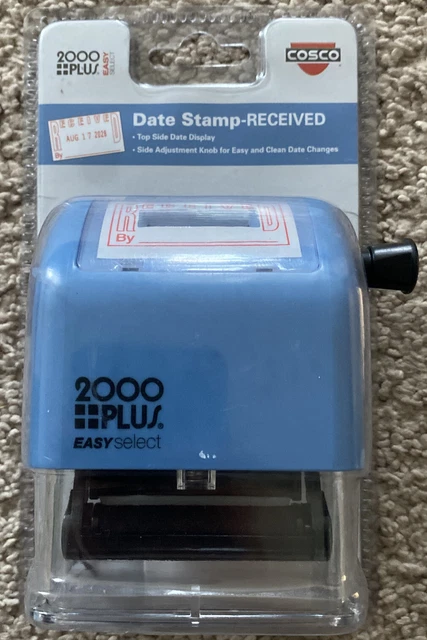 2000
PLUS®
EASY
SELECT
COSCO®
Date Stamp-RECEIVED
• Top Side Date Display
• Side Adjustment Knob for Easy and Clean Date Changes
RECEIVED
AUG 17 2026
By
By
2000
PLUS®
EASYselect